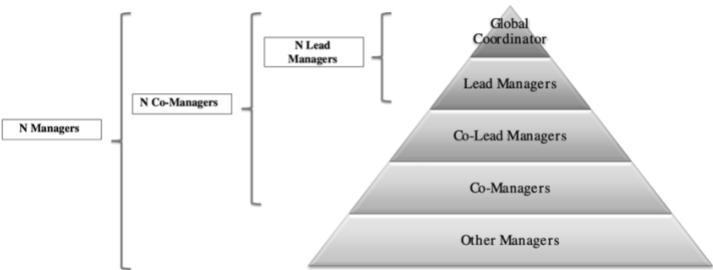 N Managers
N Co-Managers
N Lead
Managers
Global
Coordinator
Lead Managers
Co-Lead Managers
Co-Managers
Other Managers